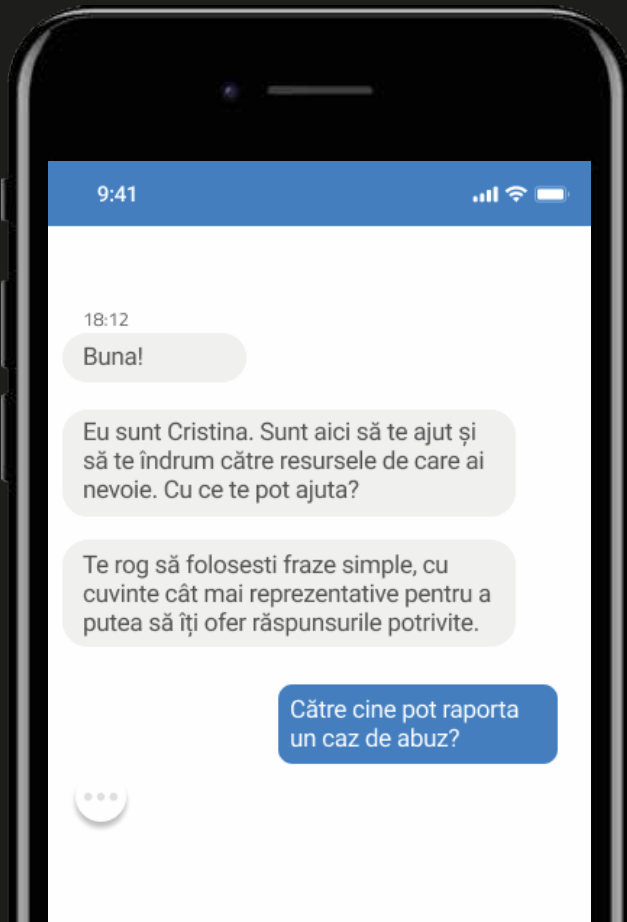 9:41
18:12
Buna!
Eu sunt Cristina. Sunt aici să te ajut și
să te îndrum către resursele de care ai
nevoie. Cu ce te pot ajuta?
Te rog să folosesti fraze simple, cu
cuvinte cât mai reprezentative pentru a
putea să îți ofer răspunsurile potrivite.
Către cine pot raporta
un caz de abuz?